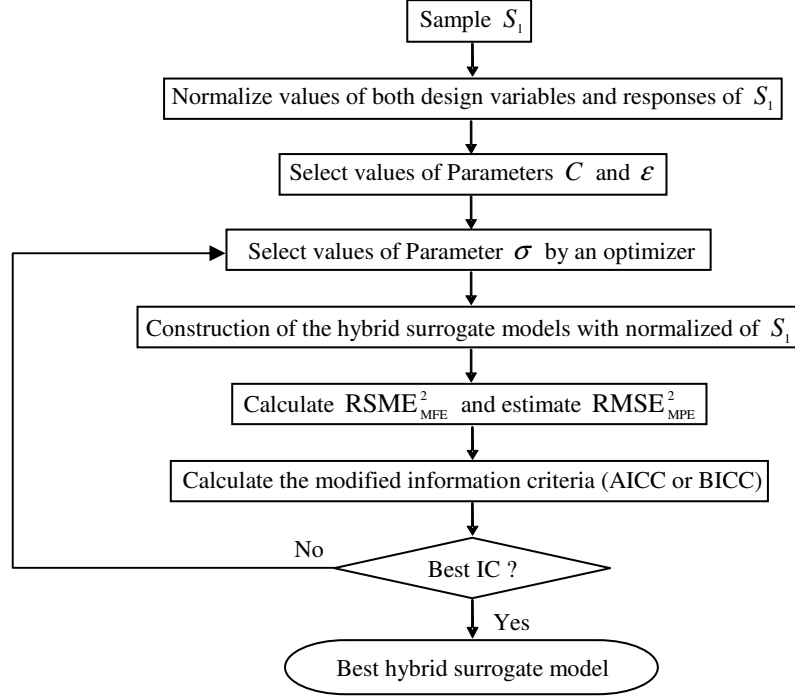 Sample S₁
Normalize values of both design variables and responses of S₁
Select values of Parameters C and ε
Select values of Parameter σ by an optimizer
Construction of the hybrid surrogate models with normalized of S₁
Calculate RSME²MFE and estimate RMSE²MPE
Calculate the modified information criteria (AICC or BICC)
No
Best IC ?
Yes
Best hybrid surrogate model